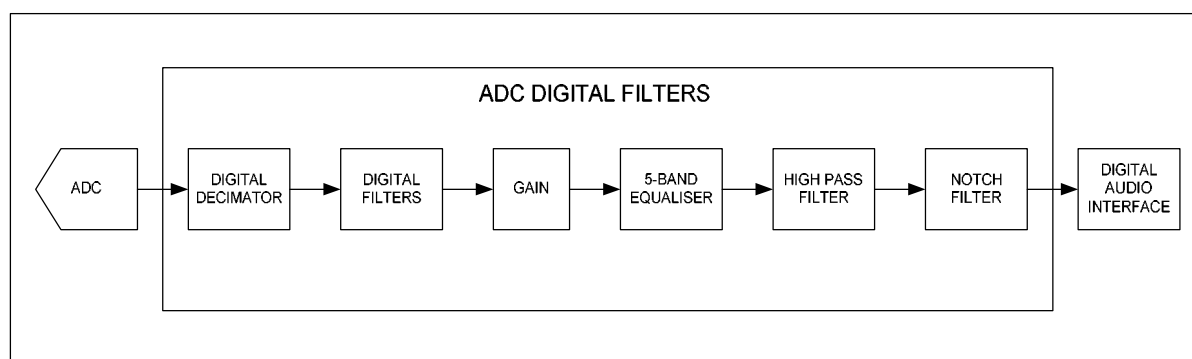 ADC DIGITAL FILTERS
ADC
DIGITAL
DECIMATOR
DIGITAL
FILTERS
GAIN
5-BAND
EQUALISER
HIGH PASS
FILTER
NOTCH
FILTER
DIGITAL
AUDIO
INTERFACE